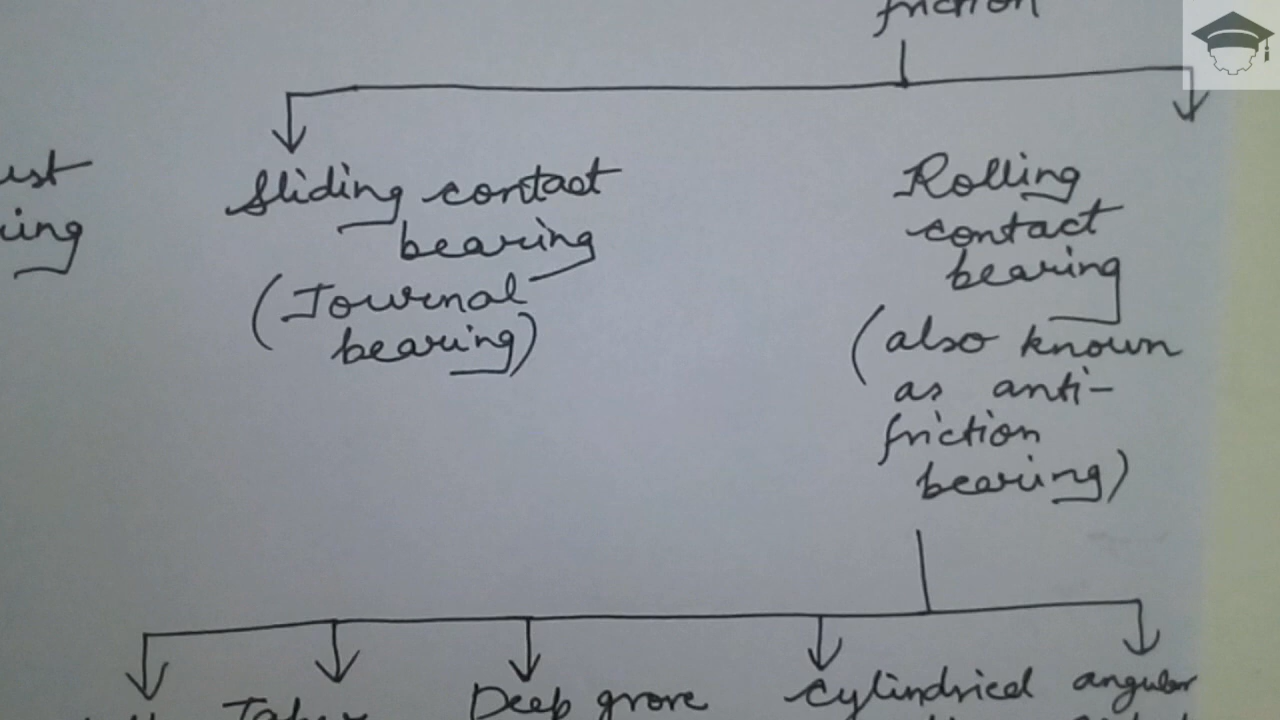 friction
Sliding contact
bearing
(Journal
bearing)
Rolling
contact
bearing
(also known
as anti-
friction
bearing)
Taper
Deep grove
Cylindrical
angular